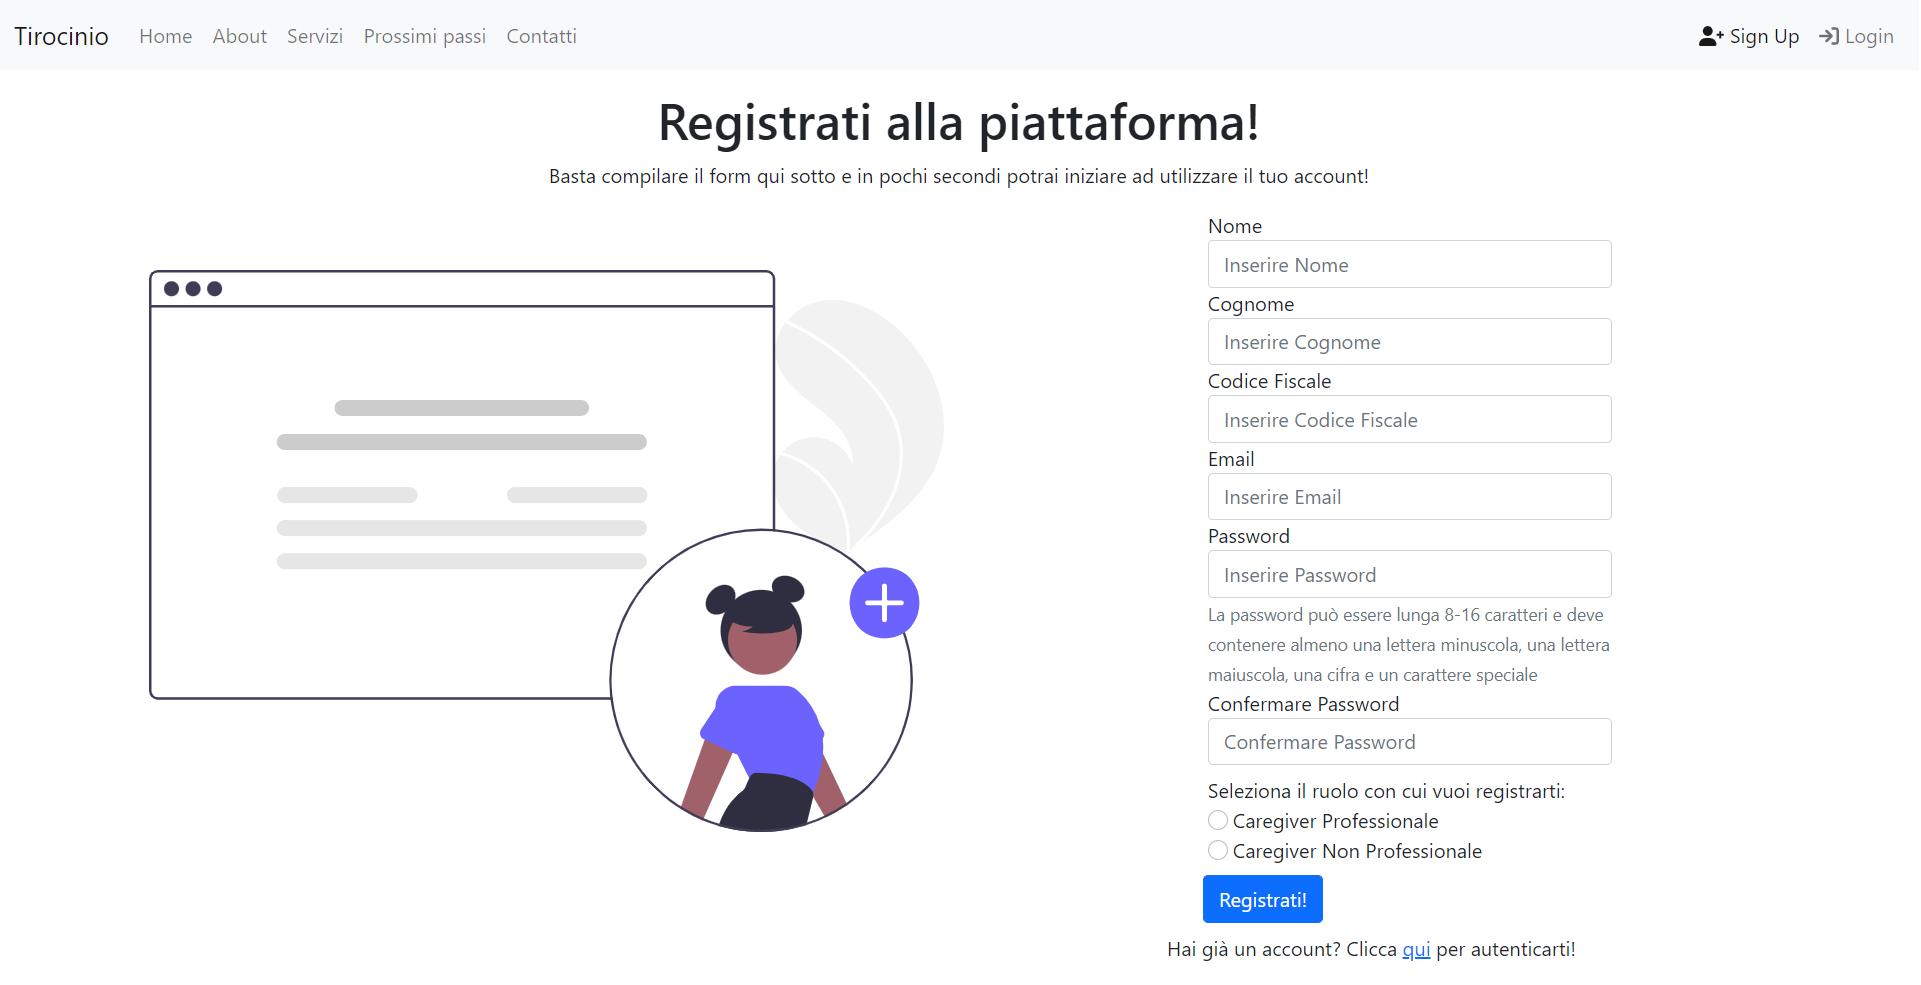 Tirocinio Home About Servizi Prossimi passi Contatti Sign Up Login
Registrati alla piattaforma!
Basta compilare il form qui sotto e in pochi secondi potrai iniziare ad utilizzare il tuo account!
Nome
Inserire Nome
Cognome
Inserire Cognome
Codice Fiscale
Inserire Codice Fiscale
Email
Inserire Email
Password
Inserire Password
La password può essere lunga 8-16 caratteri e deve
contenere almeno una lettera minuscola, una lettera
maiuscola, una cifra e un carattere speciale
Confermare Password
Confermare Password
Seleziona il ruolo con cui vuoi registrarti:
Caregiver Professionale
Caregiver Non Professionale
Registrati!
Hai già un account? Clicca qui per autenticarti!